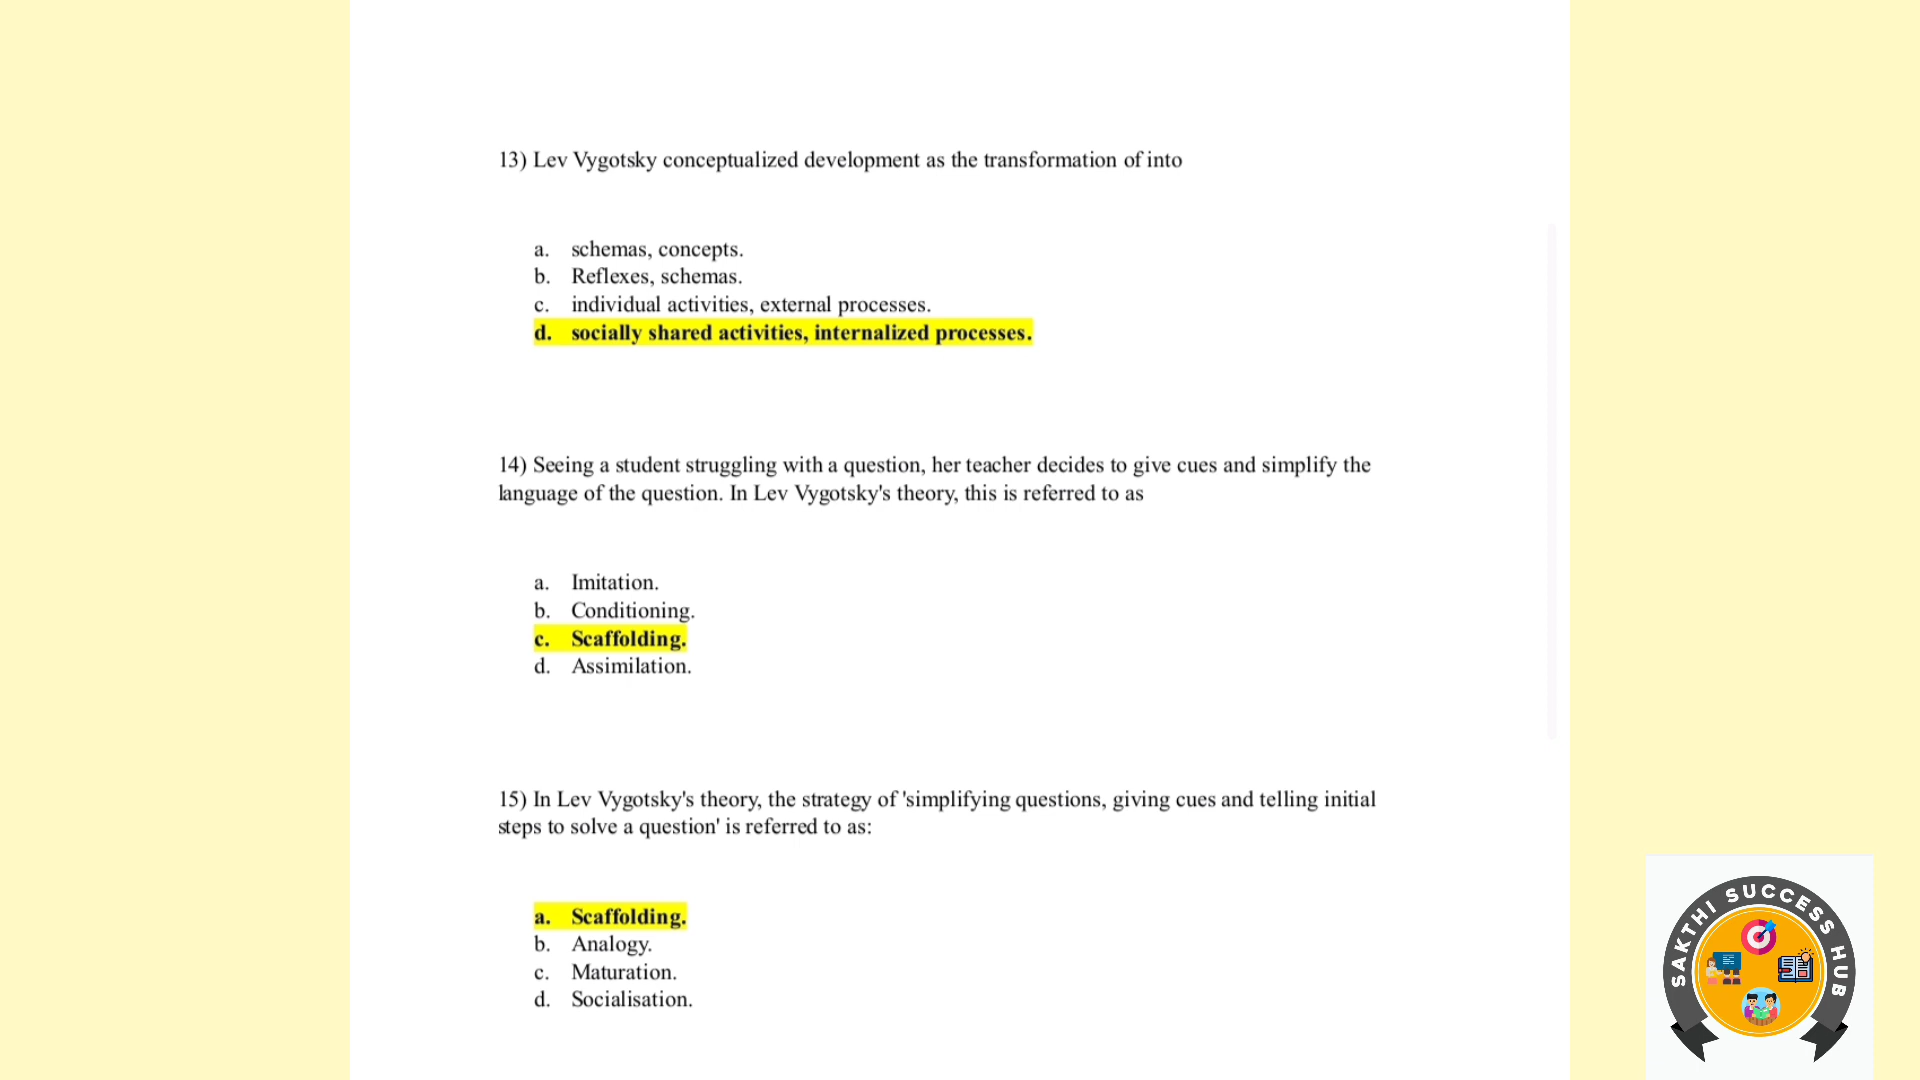 13) Lev Vygotsky conceptualized development as the transformation of into
a. schemas, concepts.
b. Reflexes, schemas.
c. individual activities, external processes.
d. socially shared activities, internalized processes.
14) Seeing a student struggling with a question, her teacher decides to give cues and simplify the
language of the question. In Lev Vygotsky's theory, this is referred to as
a. Imitation.
b. Conditioning.
c. Scaffolding.
d. Assimilation.
15) In Lev Vygotsky's theory, the strategy of 'simplifying questions, giving cues and telling initial
steps to solve a question' is referred to as:
a. Scaffolding.
b. Analogy.
c. Maturation.
d. Socialisation.
SAKTHI SUCCESS HUB